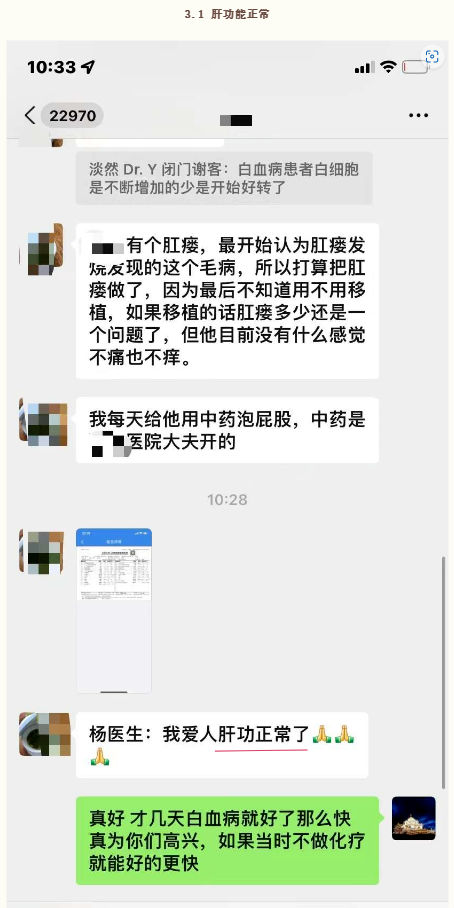 3.1 肝功能正常
10:33
22970
淡然 Dr. Y 闭门谢客：白血病患者白细胞
是不断增加的少是开始好转了
有个肛瘘，最开始认为肛瘘发
烧发现的这个毛病，所以打算把肛
瘘做了，因为最后不知道用不用移
植，如果移植的话肛瘘多少还是一
个问题了，但他目前没有什么感觉
不痛也不痒。
我每天给他用中药泡屁股，中药是
医院大夫开的
10:28
杨医生：我爱人肝功正常了🙏🙏
🙏
真好 才几天白血病就好了那么快
真为你们高兴，如果当时不做化疗
就能好的更快